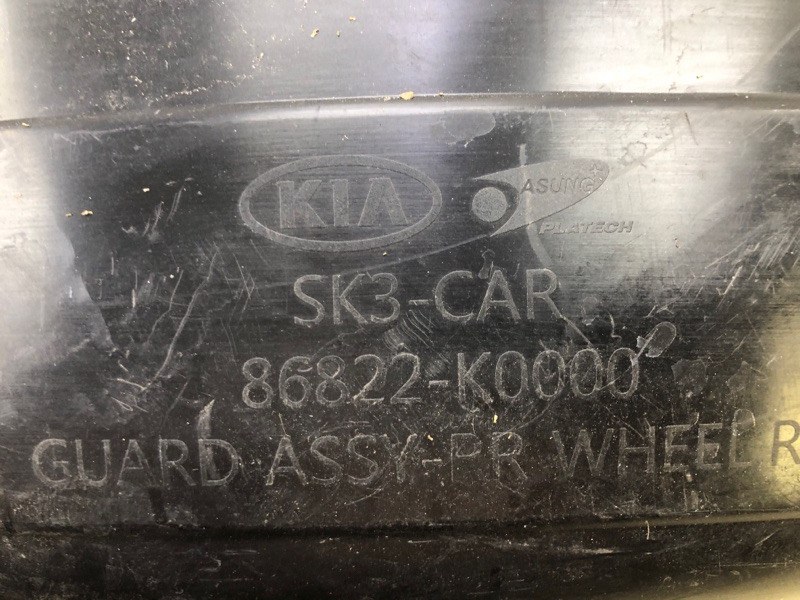 KIA ASUNG
PLATECH
SK3-CAR
86822-K0000
GUARD ASSY-FR WHEEL R